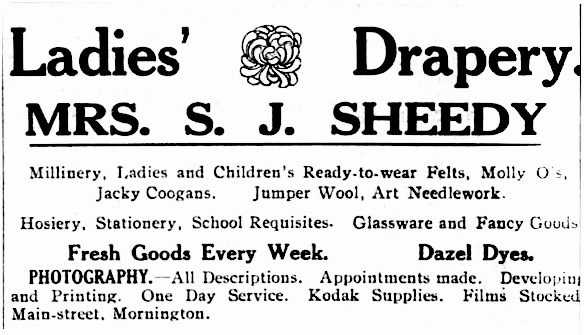 Ladies' Drapery.
MRS. S. J. SHEEDY
Millinery, Ladies and Children's Ready-to-wear Felts, Molly O's,
Jacky Coogans. Jumper Wool, Art Needlework.
Hosiery, Stationery, School Requisites. Glassware and Fancy Goods
Fresh Goods Every Week. Dazel Dyes.
PHOTOGRAPHY.—All Descriptions. Appointments made. Developing
and Printing. One Day Service. Kodak Supplies. Films Stocked
Main-street, Mornington.